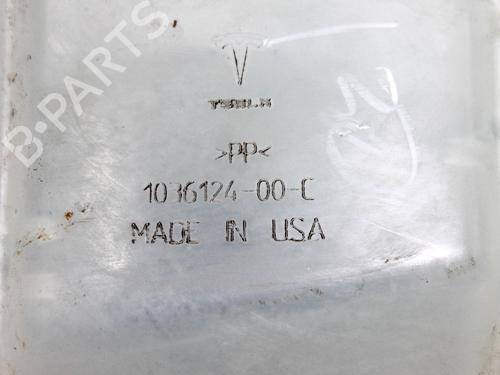 B-PARTS
TESLA
>PP<
1036124-00-C
MADE IN USA